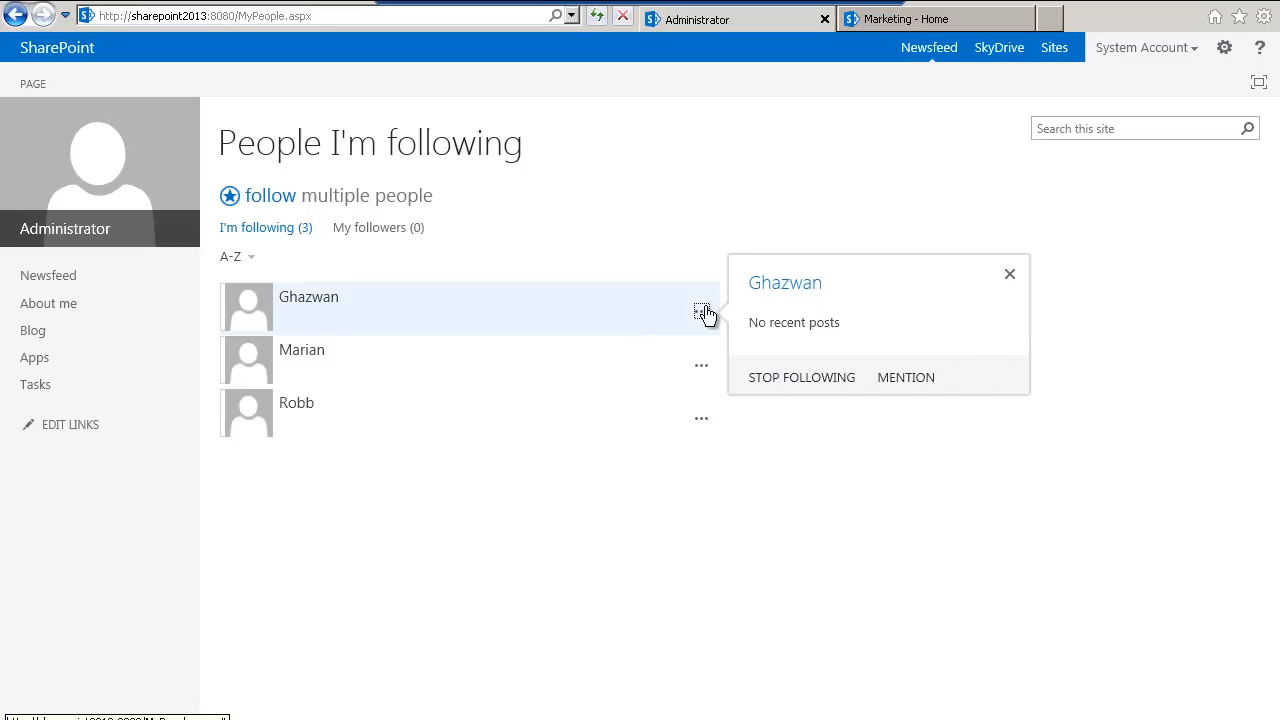 http://sharepoint2013:8080/MyPeople.aspx
Administrator
Marketing - Home
SharePoint
Newsfeed
SkyDrive
Sites
System Account
?
PAGE
Search this site
People I'm following
follow multiple people
I'm following (3)
My followers (0)
A-Z
Administrator
Newsfeed
About me
Blog
Apps
Tasks
EDIT LINKS
Ghazwan
Marian
Robb
Ghazwan
No recent posts
STOP FOLLOWING
MENTION